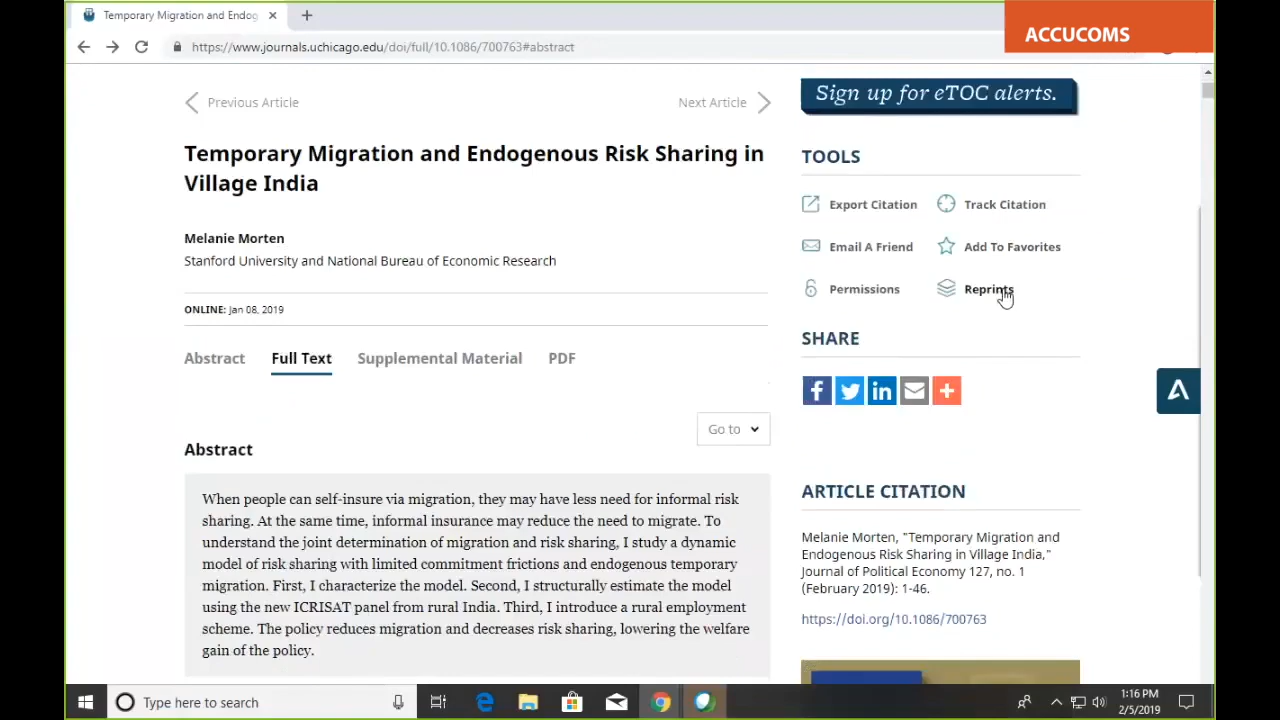 Temporary Migration and Endog
ACCUCOMS
https://www.journals.uchicago.edu/doi/full/10.1086/700763#abstract
Previous Article
Next Article
Temporary Migration and Endogenous Risk Sharing in
Village India
Melanie Morten
Stanford University and National Bureau of Economic Research
ONLINE: Jan 08, 2019
Abstract
Full Text
Supplemental Material
PDF
Go to
Abstract
When people can self-insure via migration, they may have less need for informal risk
sharing. At the same time, informal insurance may reduce the need to migrate. To
understand the joint determination of migration and risk sharing, I study a dynamic
model of risk sharing with limited commitment frictions and endogenous temporary
migration. First, I characterize the model. Second, I structurally estimate the model
using the new ICRISAT panel from rural India. Third, I introduce a rural employment
scheme. The policy reduces migration and decreases risk sharing, lowering the welfare
gain of the policy.
Sign up for eTOC alerts.
TOOLS
Export Citation
Track Citation
Email A Friend
Add To Favorites
Permissions
Reprints
SHARE
ARTICLE CITATION
Melanie Morten, "Temporary Migration and
Endogenous Risk Sharing in Village India,"
Journal of Political Economy 127, no. 1
(February 2019): 1-46.
https://doi.org/10.1086/700763
Type here to search
1:16 PM
2/5/2019